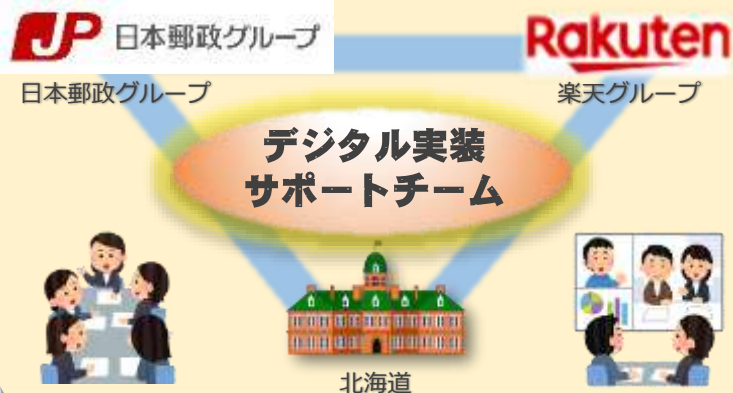 JP 日本郵政グループ
Rakuten
日本郵政グループ
楽天グループ
デジタル実装
サポートチーム
北海道